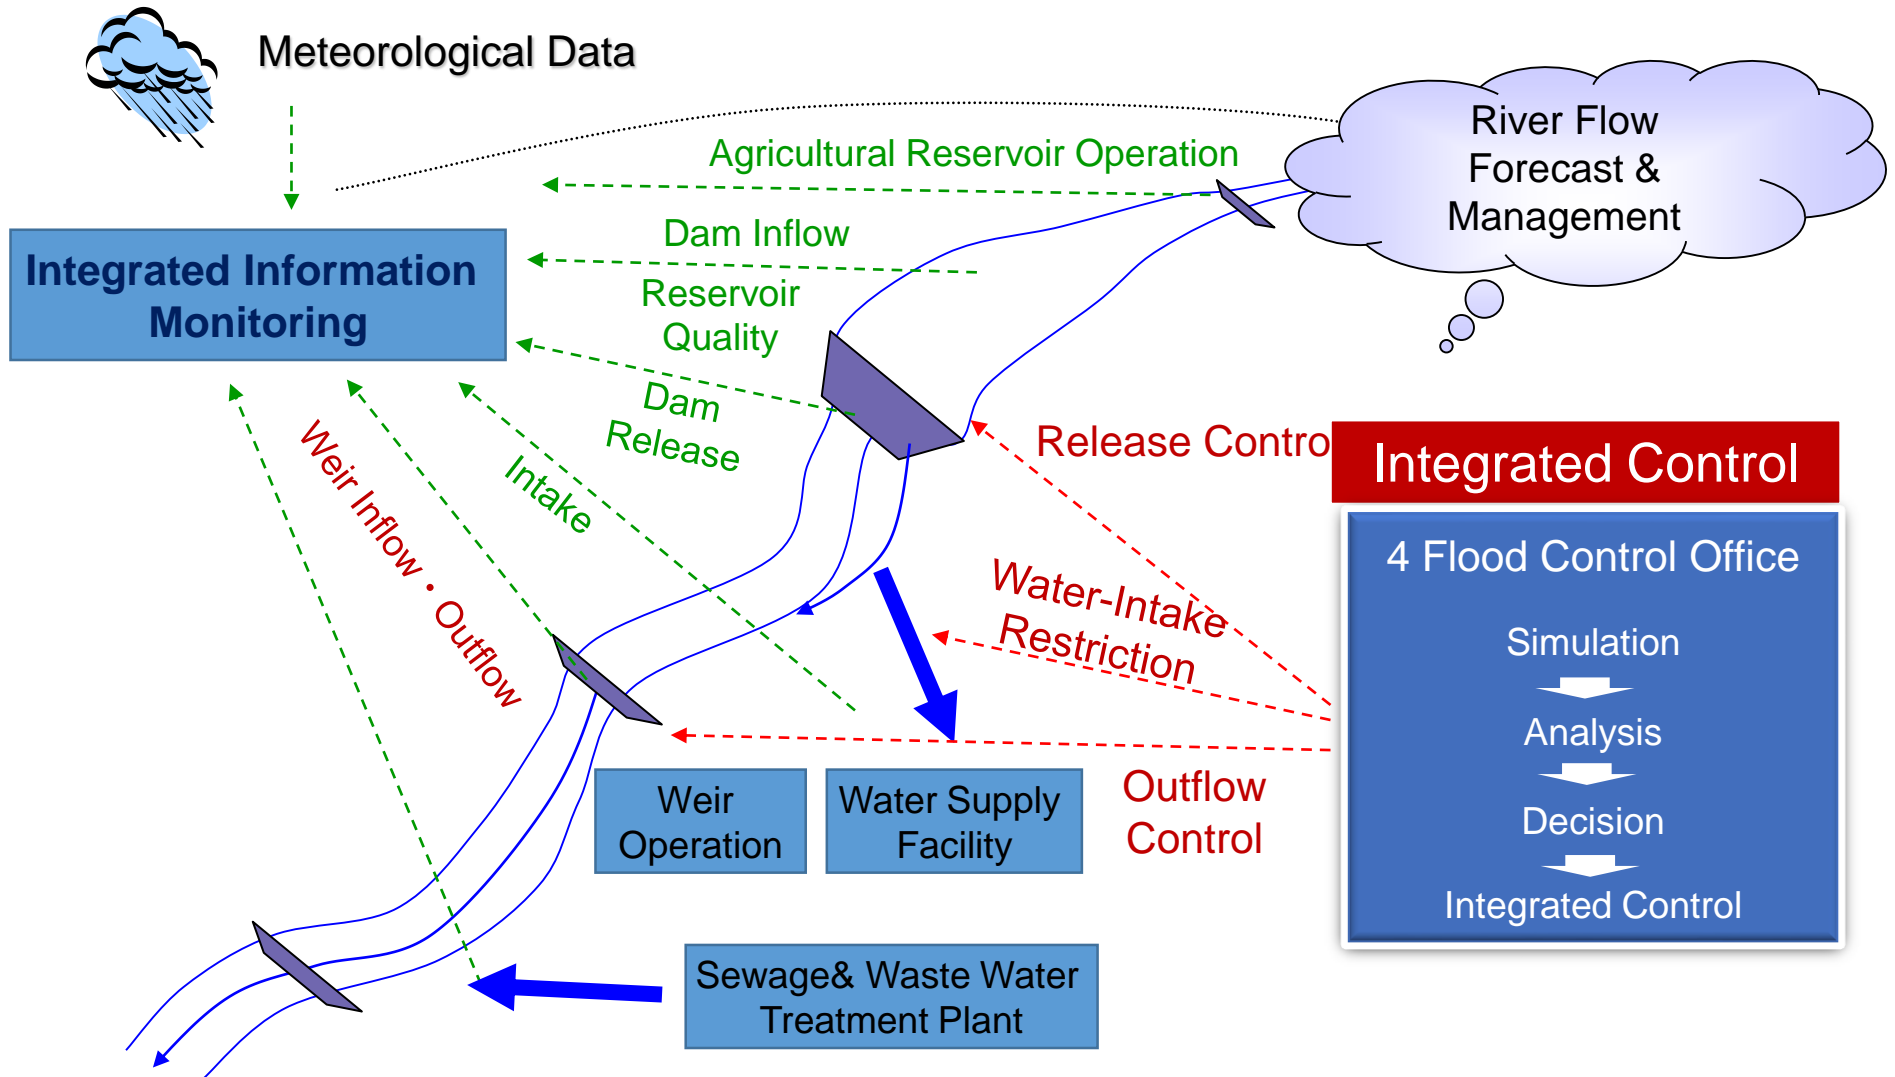 Meteorological Data
River Flow
Forecast &
Management
Agricultural Reservoir Operation
Dam Inflow
Integrated Information
Monitoring
Reservoir
Quality
Dam
Release
Release Control
Integrated Control
Weir Inflow • Outflow
Intake
4 Flood Control Office
Water-Intake
Restriction
Simulation
Analysis
Decision
Integrated Control
Weir
Operation
Water Supply
Facility
Outflow
Control
Sewage& Waste Water
Treatment Plant